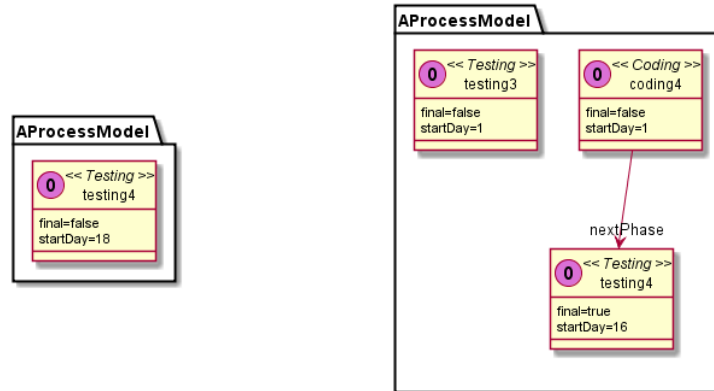 AProcessModel
O
<< Testing >>
testing4
final=false
startDay=18
AProcessModel
O
<< Testing >>
testing3
final=false
startDay=1
O
<< Coding >>
coding4
final=false
startDay=1
nextPhase
O
<< Testing >>
testing4
final=true
startDay=16